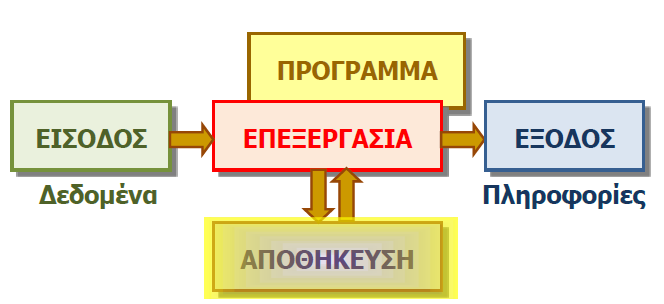 ΠΡΟΓΡΑΜΜΑ
ΕΙΣΟΔΟΣ
ΕΠΕΞΕΡΓΑΣΙΑ
ΕΞΟΔΟΣ
Δεδομένα
Πληροφορίες
ΑΠΟΘΗΚΕΥΣΗ